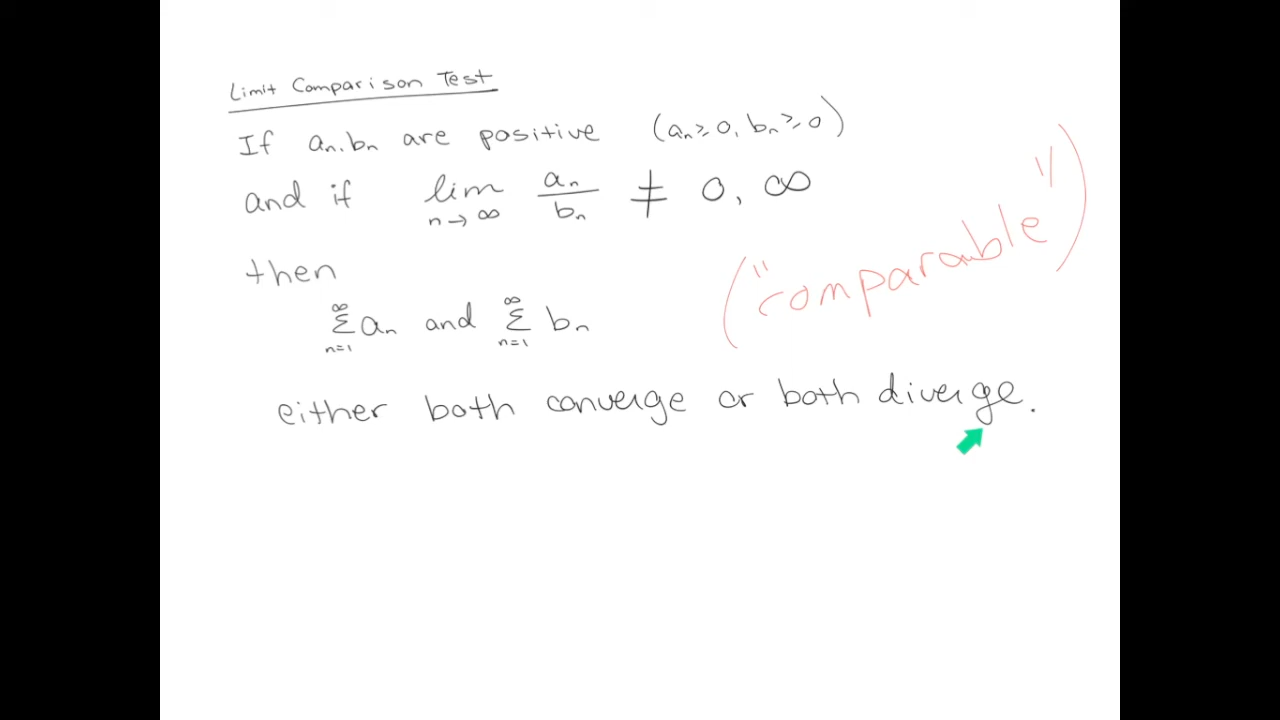 Limit Comparison Test
If aₙ, bₙ are positive (aₙ ≥ 0, bₙ ≥ 0)
and if lim n→∞ aₙ/bₙ ≠ 0, ∞
("comparable")
then
∞ Σ n=1 aₙ and ∞ Σ n=1 bₙ
either both converge or both diverge.